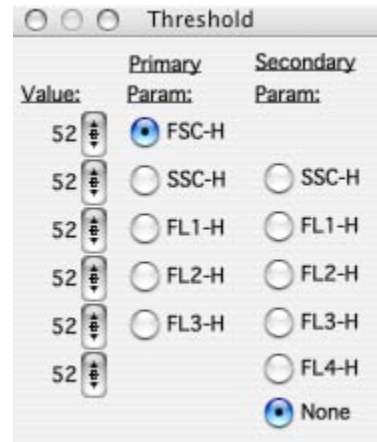 Threshold
Primary Secondary
Value: Param: Param:
52 FSC-H
52 SSC-H SSC-H
52 FL1-H FL1-H
52 FL2-H FL2-H
52 FL3-H FL3-H
52 FL4-H
None